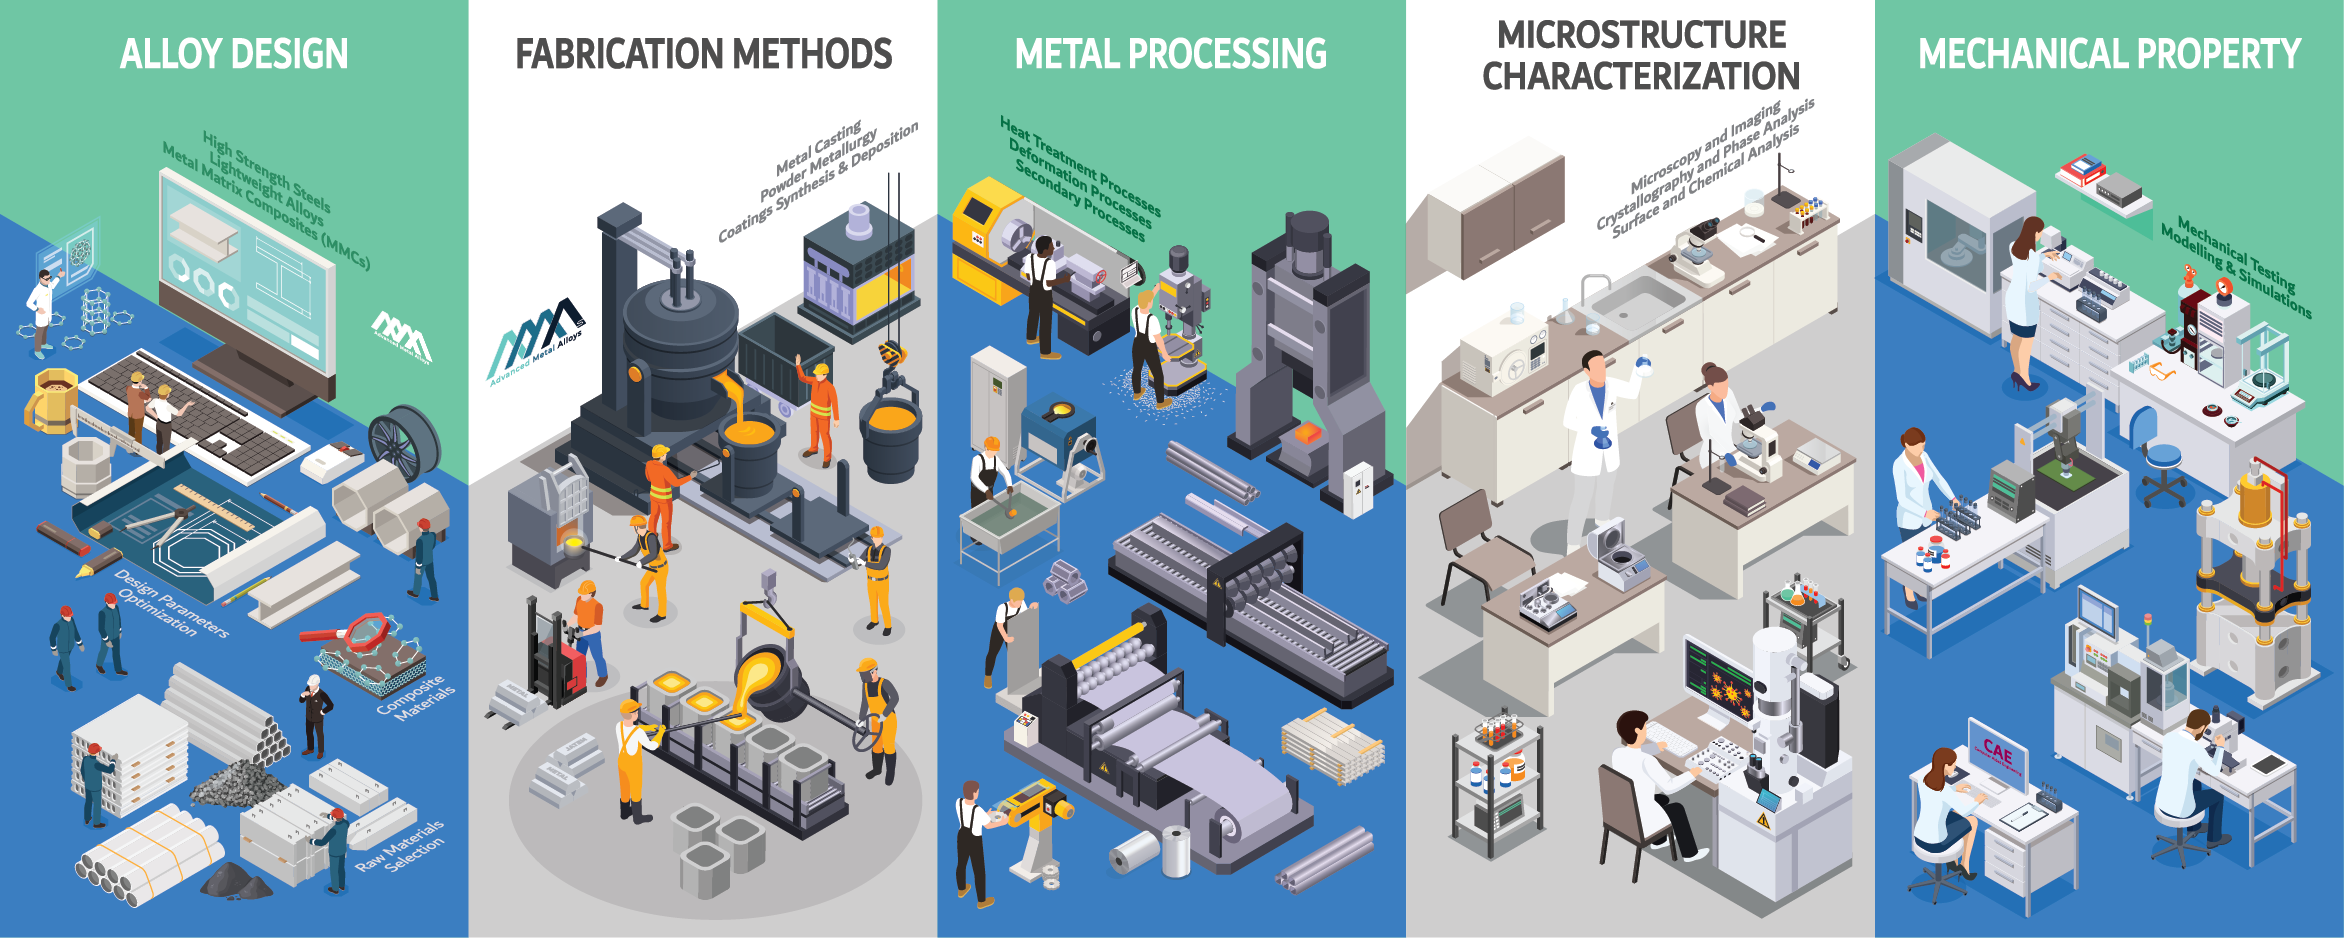 ALLOY DESIGN
High Strength Steels
Lightweight Alloys
Metal Matrix Composites (MMCs)
Advanced Metal Alloys
Design Parameters
Optimization
Composite
Materials
Raw Materials
Selection
FABRICATION METHODS
Metal Casting
Powder Metallurgy
Coatings Synthesis & Deposition
Advanced Metal Alloys
METAL PROCESSING
Heat Treatment Processes
Deformation Processes
Secondary Processes
MICROSTRUCTURE
CHARACTERIZATION
Microscopy and Imaging
Crystallography and Phase Analysis
Surface and Chemical Analysis
MECHANICAL PROPERTY
Mechanical Testing
Modelling & Simulations
CAE